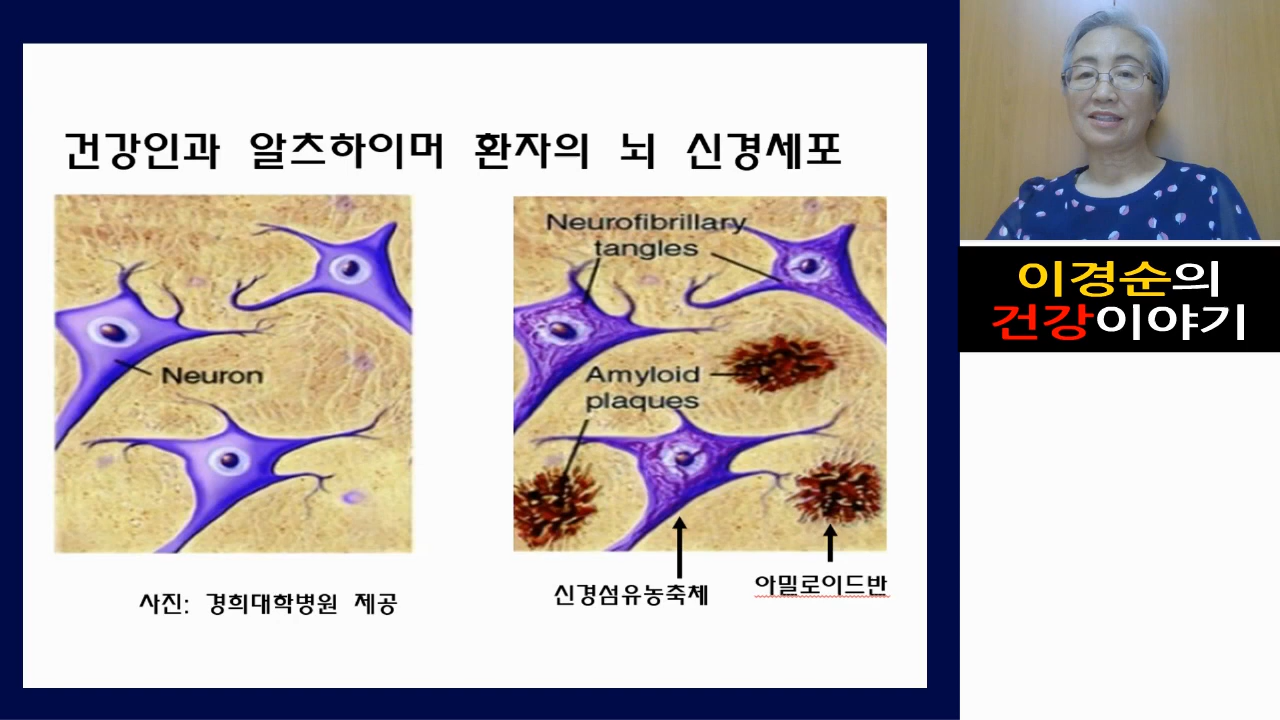 건강인과 알츠하이머 환자의 뇌 신경세포
Neuron
Neurofibrillary
tangles
Amyloid
plaques
사진: 경희대학병원 제공
신경섬유농축체
아밀로이드반
이경순의
건강이야기